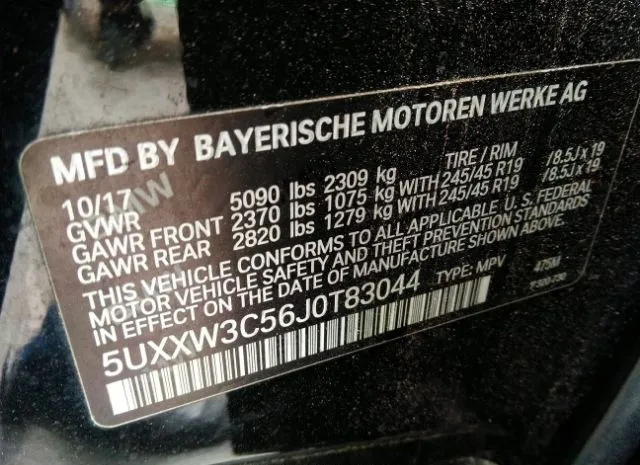 MFD BY BAYERISCHE MOTOREN WERKE AG
10/17 TIRE / RIM
GVWR 5090 lbs 2309 kg
GAWR FRONT 2370 lbs 1075 kg WITH 245/45 R19 /8.5J x 19
GAWR REAR 2820 lbs 1279 kg WITH 245/45 R19 /8.5J x 19
THIS VEHICLE CONFORMS TO ALL APPLICABLE U. S. FEDERAL
MOTOR VEHICLE SAFETY AND THEFT PREVENTION STANDARDS
IN EFFECT ON THE DATE OF MANUFACTURE SHOWN ABOVE.
5UXXW3C56J0T83044 TYPE: MPV 475M
BMW